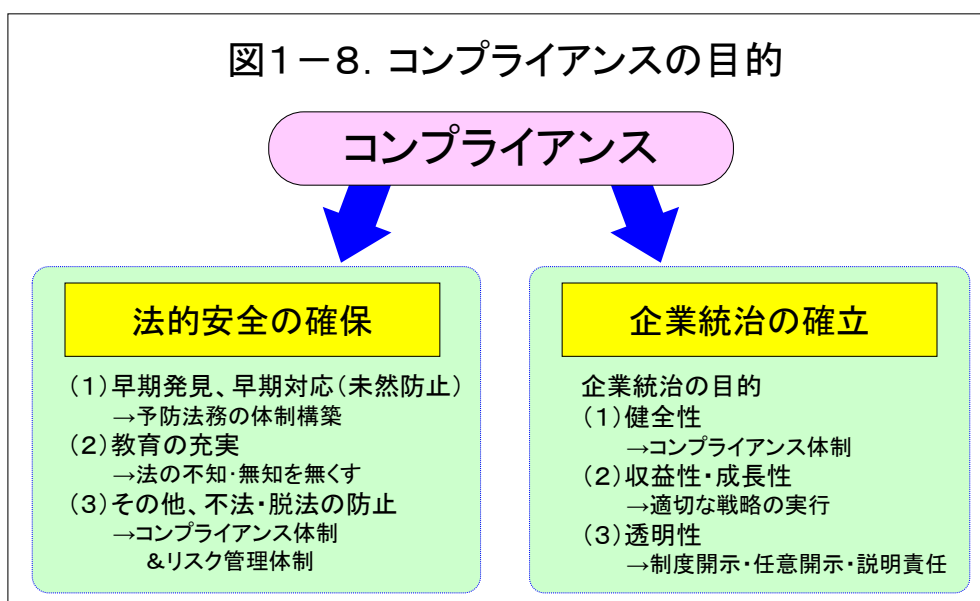 図1-8. コンプライアンスの目的
コンプライアンス
法的安全の確保
(1)早期発見、早期対応(未然防止)
→予防法務の体制構築
(2)教育の充実
→法の不知・無知を無くす
(3)その他、不法・脱法の防止
→コンプライアンス体制
&リスク管理体制
企業統治の確立
企業統治の目的
(1)健全性
→コンプライアンス体制
(2)収益性・成長性
→適切な戦略の実行
(3)透明性
→制度開示・任意開示・説明責任